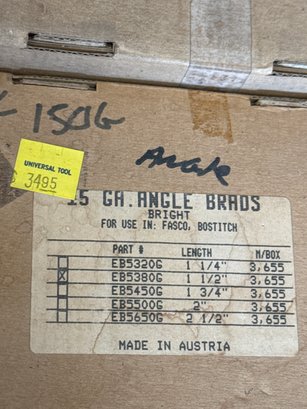 15GG
Angle
UNIVERSAL TOOL
3495
15 GA. ANGLE BRADS
BRIGHT
FOR USE IN: FASCO, BOSTITCH
PART # LENGTH M/BOX
EB5320G 1 1/4" 3,655
X EB5380G 1 1/2" 3,655
EB5450G 1 3/4" 3,655
EB5500G 2" 3,655
EB5650G 2 1/2" 3,655
MADE IN AUSTRIA